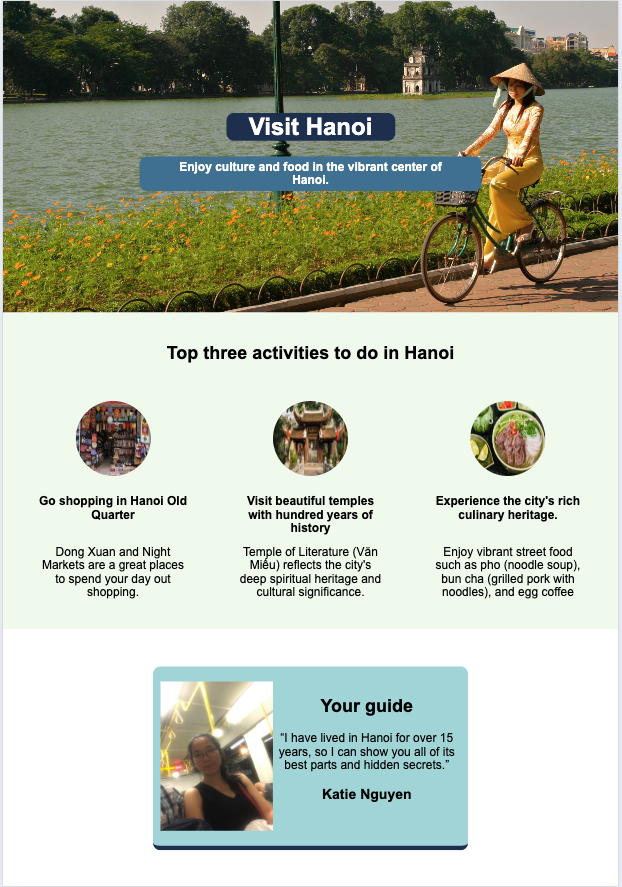 Visit Hanoi
Enjoy culture and food in the vibrant center of
Hanoi.
Top three activities to do in Hanoi
Go shopping in Hanoi Old
Quarter
Dong Xuan and Night
Markets are a great places
to spend your day out
shopping.
Visit beautiful temples
with hundred years of
history
Temple of Literature (Văn
Miếu) reflects the city's
deep spiritual heritage and
cultural significance.
Experience the city's rich
culinary heritage.
Enjoy vibrant street food
such as pho (noodle soup),
bun cha (grilled pork with
noodles), and egg coffee
Your guide
"I have lived in Hanoi for over 15
years, so I can show you all of its
best parts and hidden secrets."
Katie Nguyen